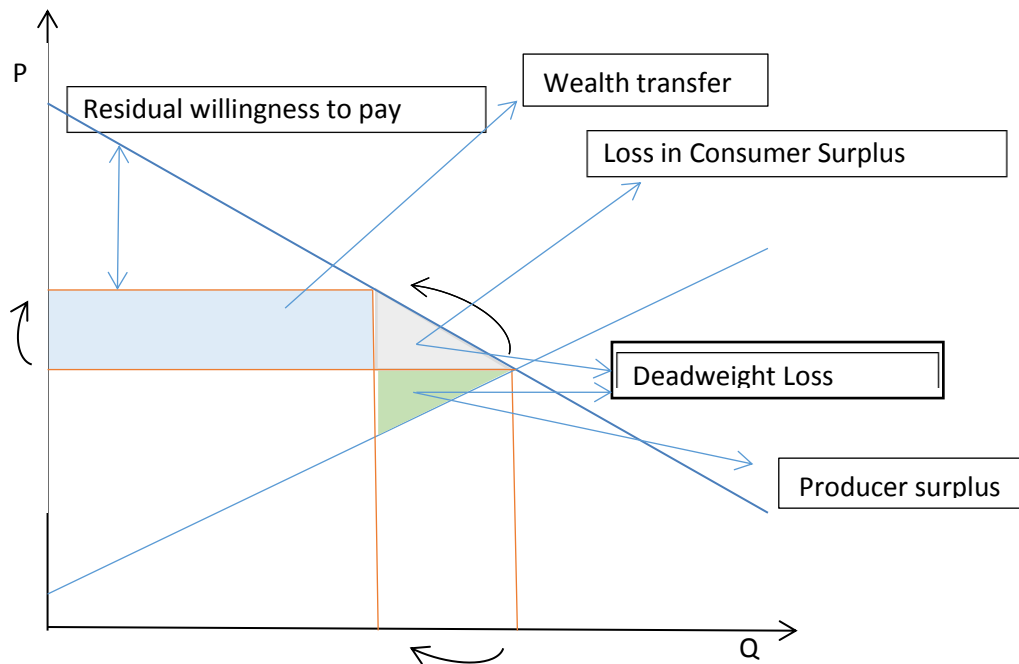 P
Wealth transfer
Residual willingness to pay
Loss in Consumer Surplus
Deadweight Loss
Producer surplus
Q